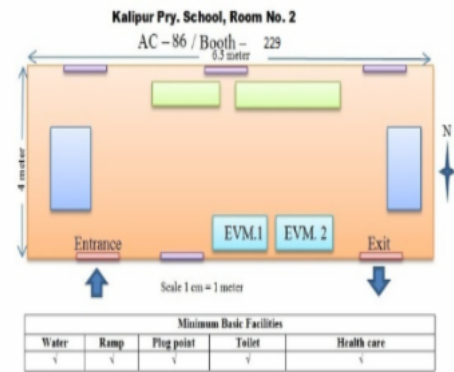 Kalipur Pry. School, Room No. 2
AC – 86 / Booth – 229
6.5 meter
4 meter
N
EVM.1 EVM. 2
Entrance Exit
Scale 1 cm = 1 meter
Minimum Basic Facilities
Water Ramp Plug point Toilet Health care
√ √ √ √ √